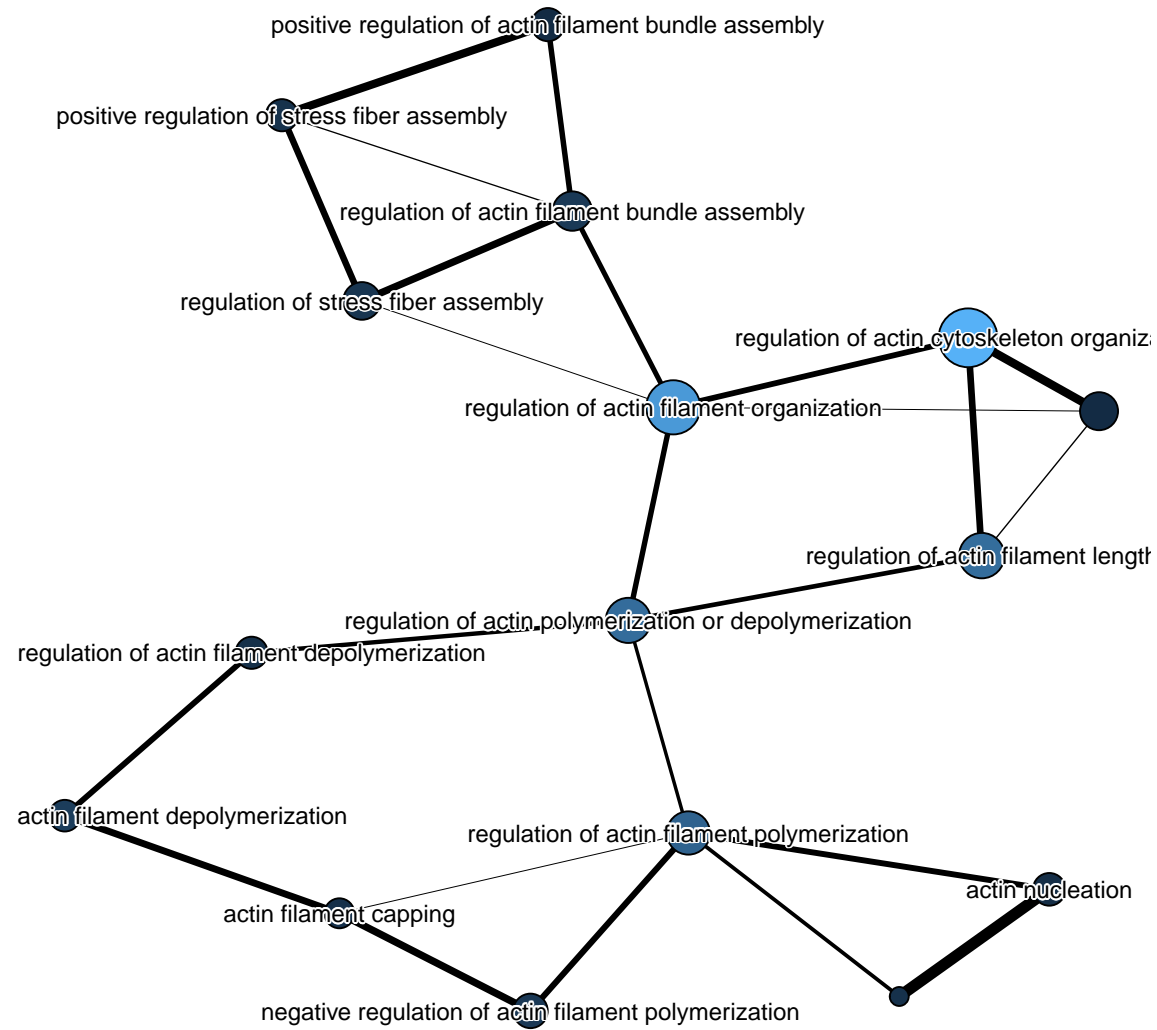 positive regulation of actin filament bundle assembly
positive regulation of stress fiber assembly
regulation of actin filament bundle assembly
regulation of stress fiber assembly
regulation of actin cytoskeleton organiza
regulation of actin filament organization
regulation of actin filament length
regulation of actin polymerization or depolymerization
regulation of actin filament depolymerization
actin filament depolymerization
regulation of actin filament polymerization
actin nucleation
actin filament capping
negative regulation of actin filament polymerization